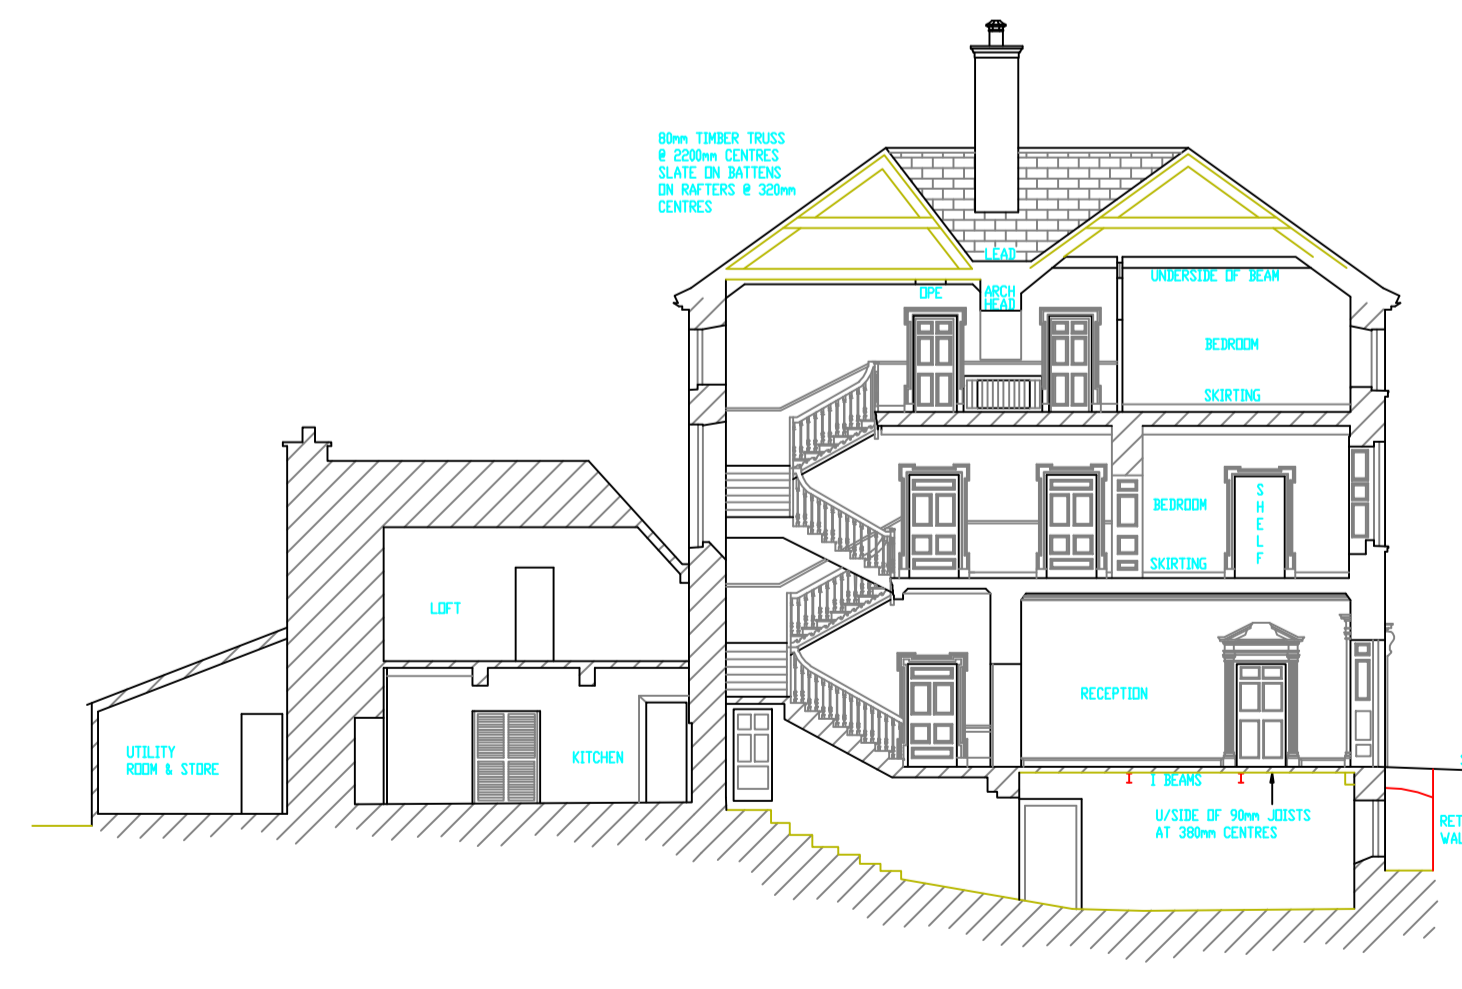 80mm TIMBER TRUSS
@ 2200mm CENTRES
SLATE ON BATTENS
ON RAFTERS @ 320mm
CENTRES
LEAD
UNDERSIDE OF BEAM
OPE
ARCH
HEAD
BEDROOM
SKIRTING
BEDROOM
SHELF
SKIRTING
LOFT
RECEPTION
UTILITY
ROOM & STORE
KITCHEN
I BEAMS
U/SIDE OF 90mm JOISTS
AT 380mm CENTRES
RET
WAL